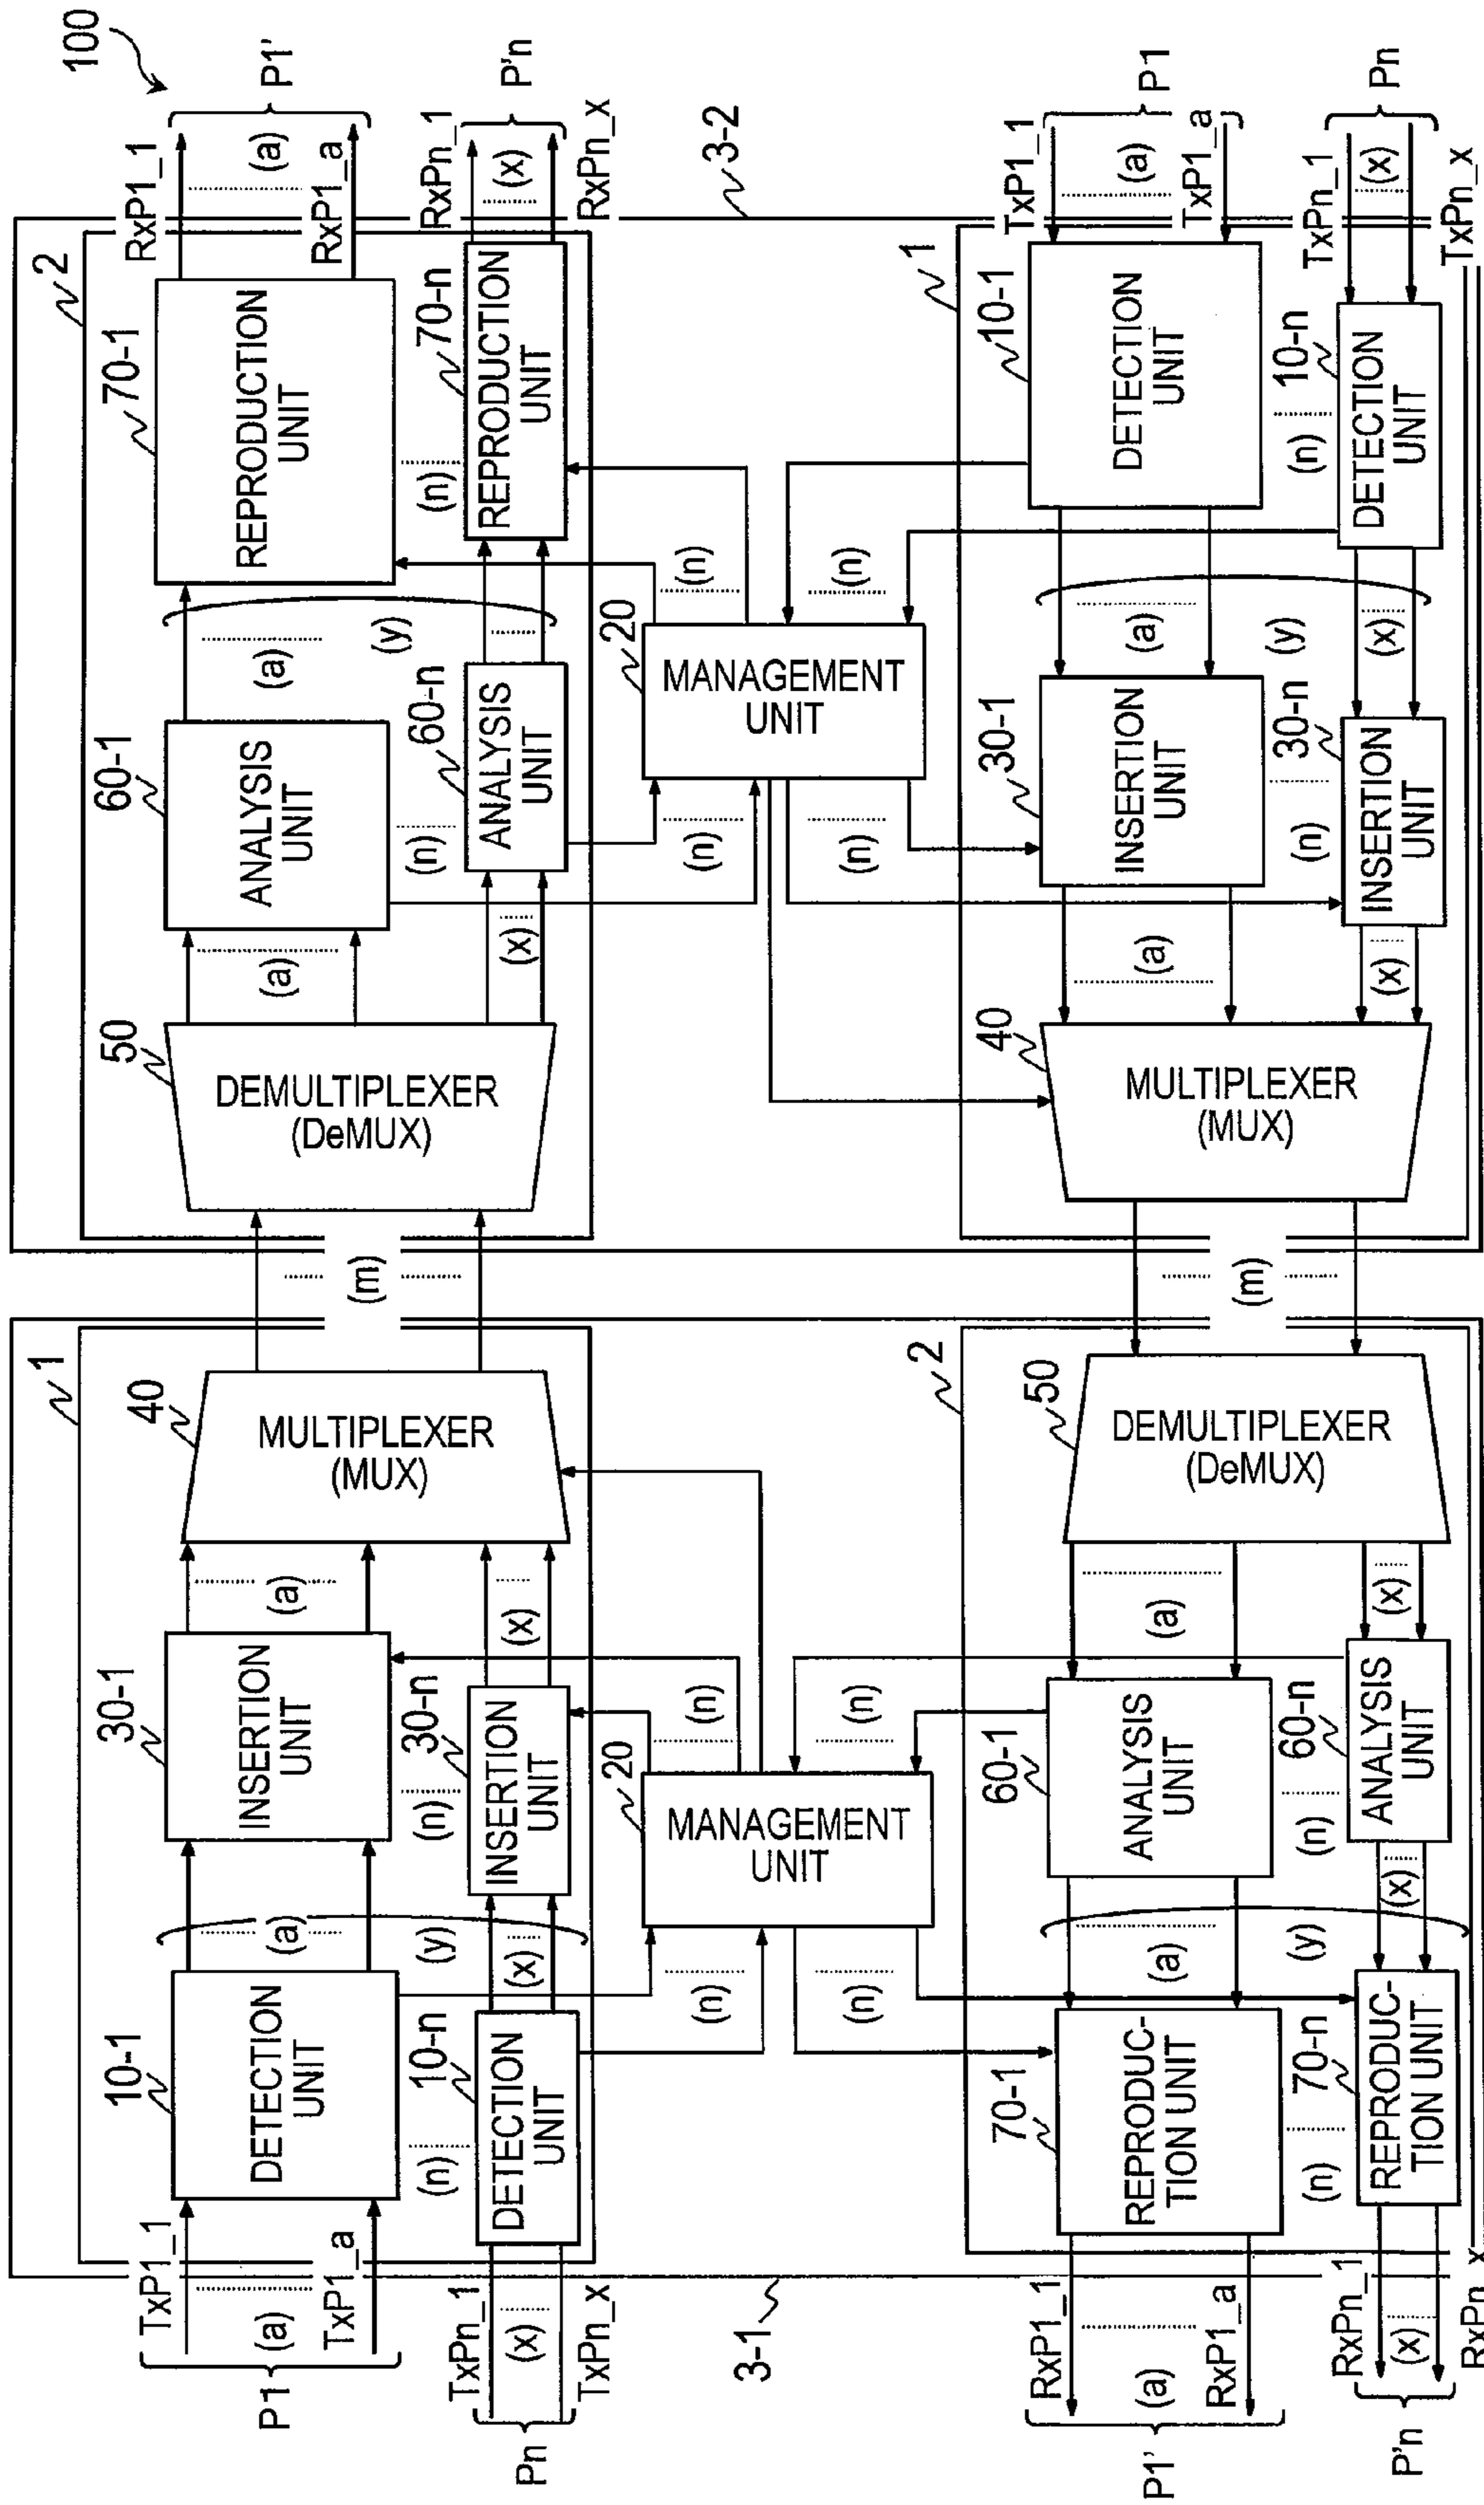 100
3-1
1
P1
TxP1_1
(a)
TxP1_a
10-1
DETECTION
UNIT
(a)
30-1
INSERTION
UNIT
(a)
40
MULTIPLEXER
(MUX)
(n)
(y)
(n)
Pn
TxPn_1
(x)
TxPn_x
10-n
DETECTION
UNIT
(x)
30-n
INSERTION
UNIT
(x)
(m)
(n)
20
MANAGEMENT
UNIT
(n)
(n)
(n)
2
P1'
RxP1_1
(a)
RxP1_a
70-1
REPRODUC-
TION UNIT
(a)
60-1
ANALYSIS
UNIT
(a)
50
DEMULTIPLEXER
(DeMUX)
(n)
(y)
(n)
P'n
RxPn_1
(x)
RxPn_x
70-n
REPRODUC-
TION UNIT
(x)
60-n
ANALYSIS
UNIT
(x)
(m)
3-2
2
50
DEMULTIPLEXER
(DeMUX)
(a)
60-1
ANALYSIS
UNIT
(a)
70-1
REPRODUCTION
UNIT
RxP1_1
(a)
RxP1_a
P1'
(n)
(y)
(n)
(x)
60-n
ANALYSIS
UNIT
70-n
REPRODUCTION
UNIT
RxPn_1
(x)
RxPn_x
P'n
(n)
20
MANAGEMENT
UNIT
(n)
(n)
(n)
1
40
MULTIPLEXER
(MUX)
(a)
30-1
INSERTION
UNIT
(a)
10-1
DETECTION
UNIT
TxP1_1
(a)
TxP1_a
P1
(n)
(y)
(n)
(x)
30-n
INSERTION
UNIT
(x)
10-n
DETECTION
UNIT
TxPn_1
(x)
TxPn_x
Pn